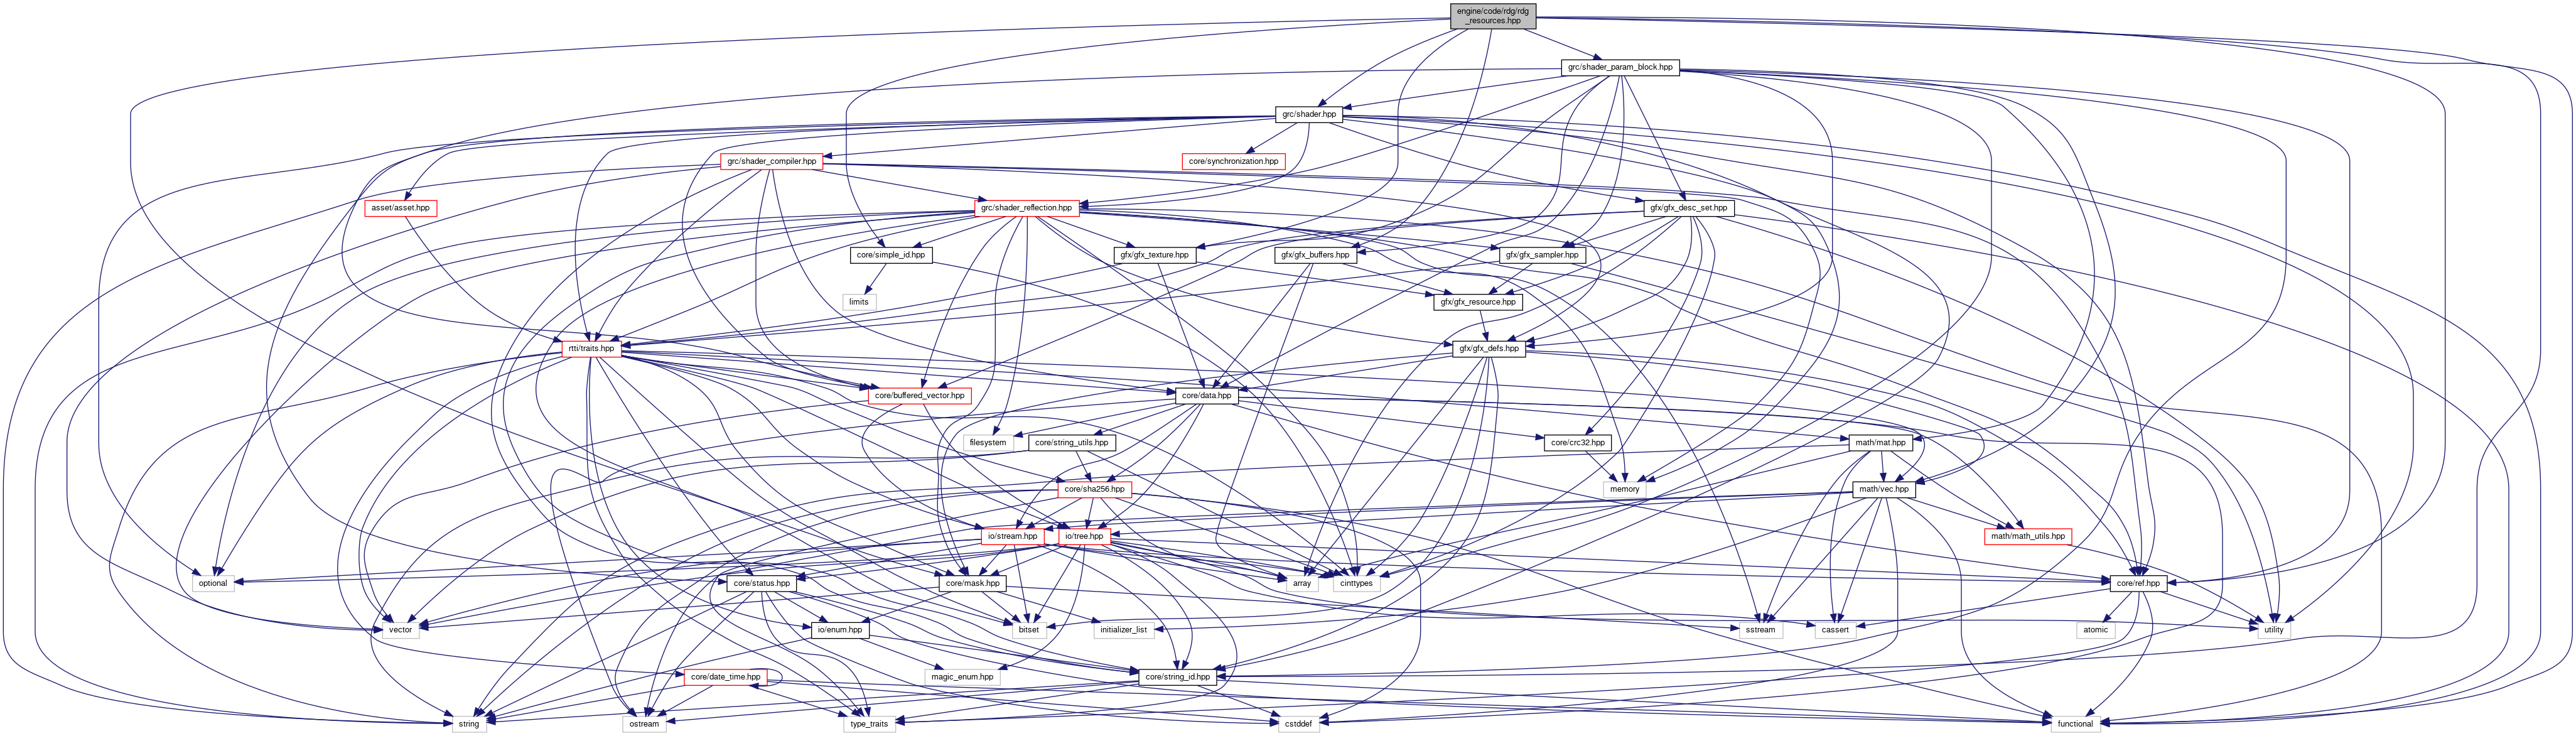 engine/code/rdg/rdg
_resources.hpp
grc/shader_param_block.hpp
grc/shader.hpp
grc/shader_compiler.hpp
core/synchronization.hpp
asset/asset.hpp
grc/shader_reflection.hpp
gfx/gfx_desc_set.hpp
core/simple_id.hpp
gfx/gfx_texture.hpp
gfx/gfx_buffers.hpp
gfx/gfx_sampler.hpp
limits
gfx/gfx_resource.hpp
rtti/traits.hpp
gfx/gfx_defs.hpp
core/buffered_vector.hpp
core/data.hpp
filesystem
core/string_utils.hpp
core/crc32.hpp
math/mat.hpp
core/sha256.hpp
memory
math/vec.hpp
io/stream.hpp
io/tree.hpp
math/math_utils.hpp
optional
core/status.hpp
core/mask.hpp
array
cinttypes
core/ref.hpp
vector
io/enum.hpp
bitset
initializer_list
sstream
cassert
atomic
utility
core/date_time.hpp
magic_enum.hpp
core/string_id.hpp
string
ostream
type_traits
cstddef
functional